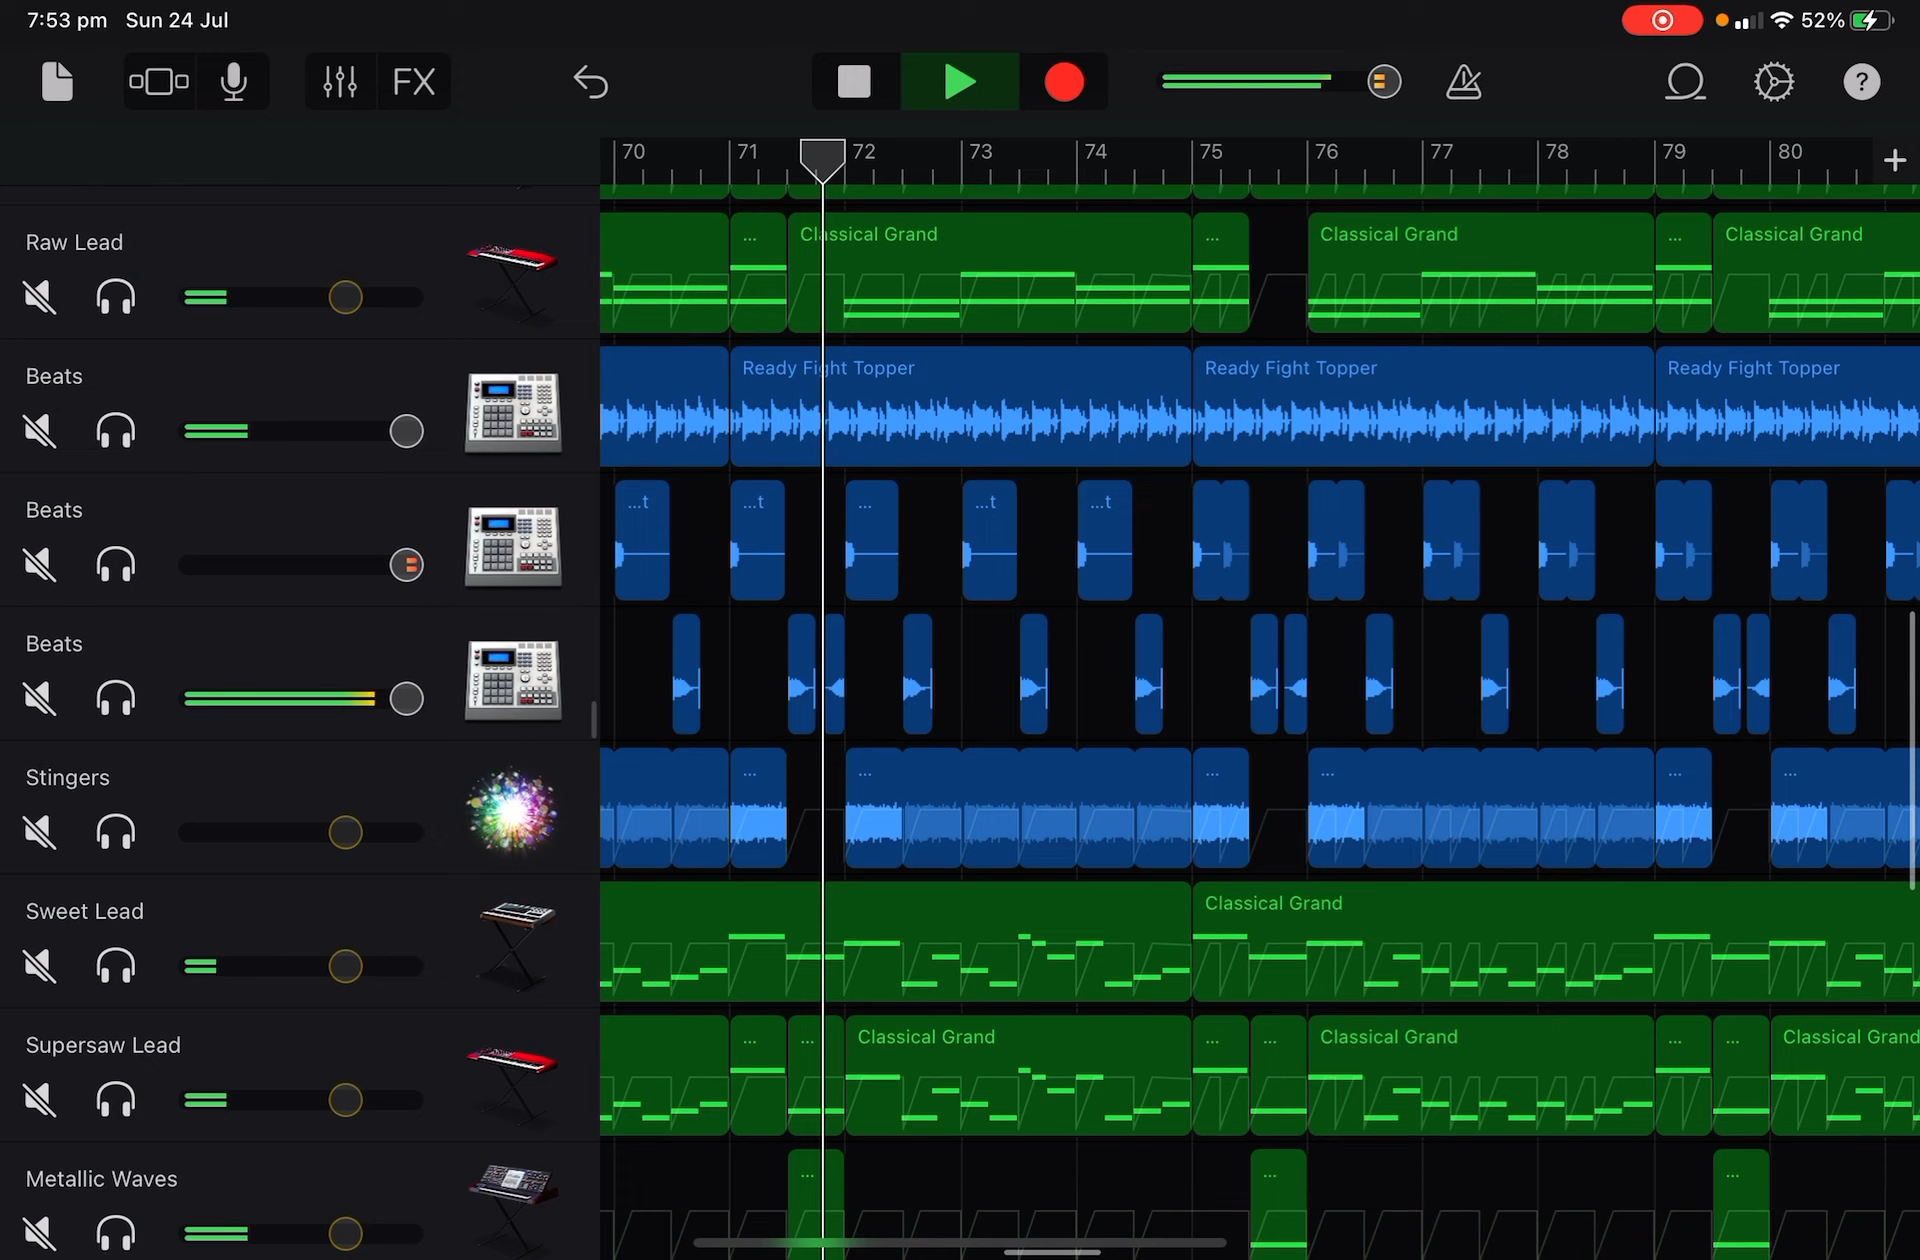 7:53 pm Sun 24 Jul
52%
FX
?
70 71 72 73 74 75 76 77 78 79 80
Raw Lead
... Classical Grand ... Classical Grand ... Classical Grand
Beats
Ready Fight Topper Ready Fight Topper Ready Fight Topper
Beats
...t ...t ... ...t ...t
Beats
Stingers
... ... ... ... ... ...
Sweet Lead
Classical Grand
Supersaw Lead
... ... Classical Grand ... ... Classical Grand ... ... Classical Grand
Metallic Waves
... ... ...